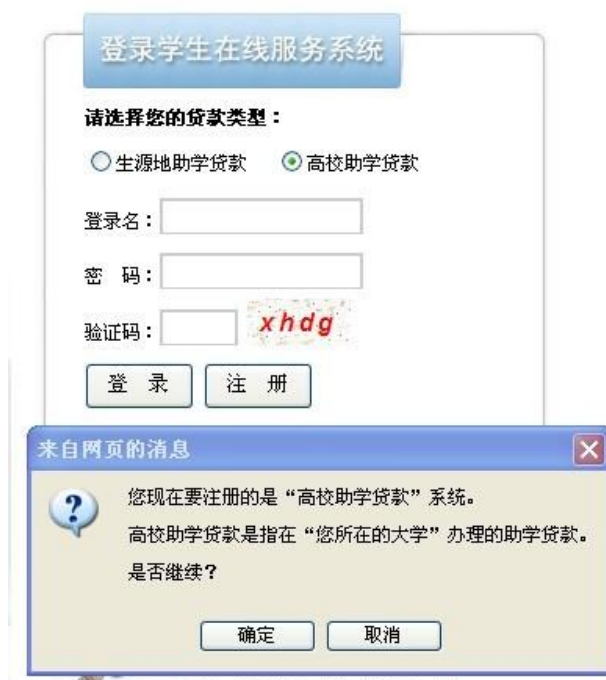 登录学生在线服务系统
请选择您的贷款类型：
生源地助学贷款 高校助学贷款
登录名：
密 码：
验证码： xhdg
登 录 注 册
来自网页的消息
您现在要注册的是“高校助学贷款”系统。
高校助学贷款是指在“您所在的大学”办理的助学贷款。
是否继续？
确定 取消